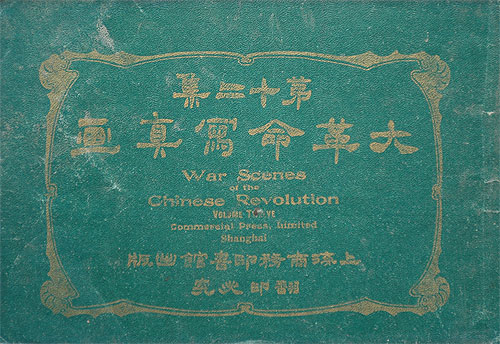 第十二集
大革命寫真画
War Scenes
of the
Chinese Revolution
VOLUME TWELVE
Commercial Press, Limited
Shanghai
上海商務印書館出版
翻印必究